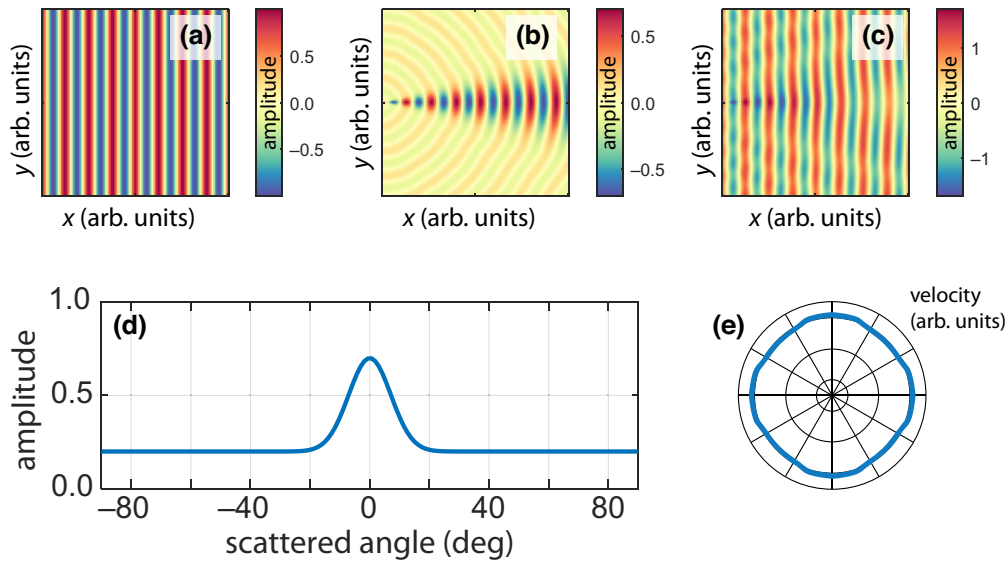 (a)
y (arb. units)
x (arb. units)
amplitude
0.5
0.0
−0.5
(b)
y (arb. units)
x (arb. units)
amplitude
0.5
0.0
−0.5
(c)
y (arb. units)
x (arb. units)
amplitude
1
0
−1
(d)
amplitude
1.0
0.5
0.0
−80
−40
0
40
80
scattered angle (deg)
(e)
velocity
(arb. units)